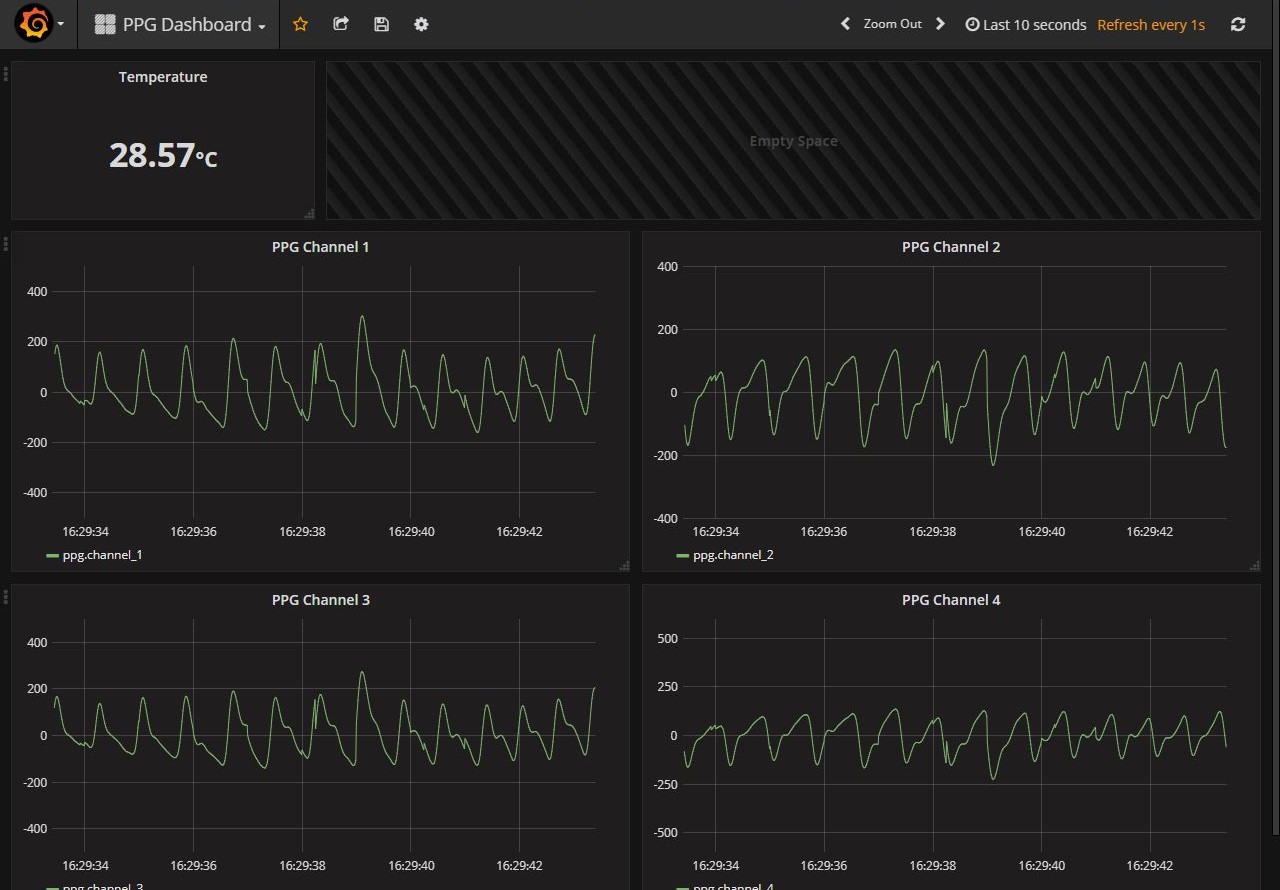 PPG Dashboard
Zoom Out
Last 10 seconds
Refresh every 1s
Temperature
28.57°C
Empty Space
PPG Channel 1
400
200
0
-200
-400
16:29:34 16:29:36 16:29:38 16:29:40 16:29:42
ppg.channel_1
PPG Channel 2
400
200
0
-200
-400
16:29:34 16:29:36 16:29:38 16:29:40 16:29:42
ppg.channel_2
PPG Channel 3
400
200
0
-200
-400
16:29:34 16:29:36 16:29:38 16:29:40 16:29:42
ppg.channel_3
PPG Channel 4
500
250
0
-250
-500
16:29:34 16:29:36 16:29:38 16:29:40 16:29:42
ppg.channel_4